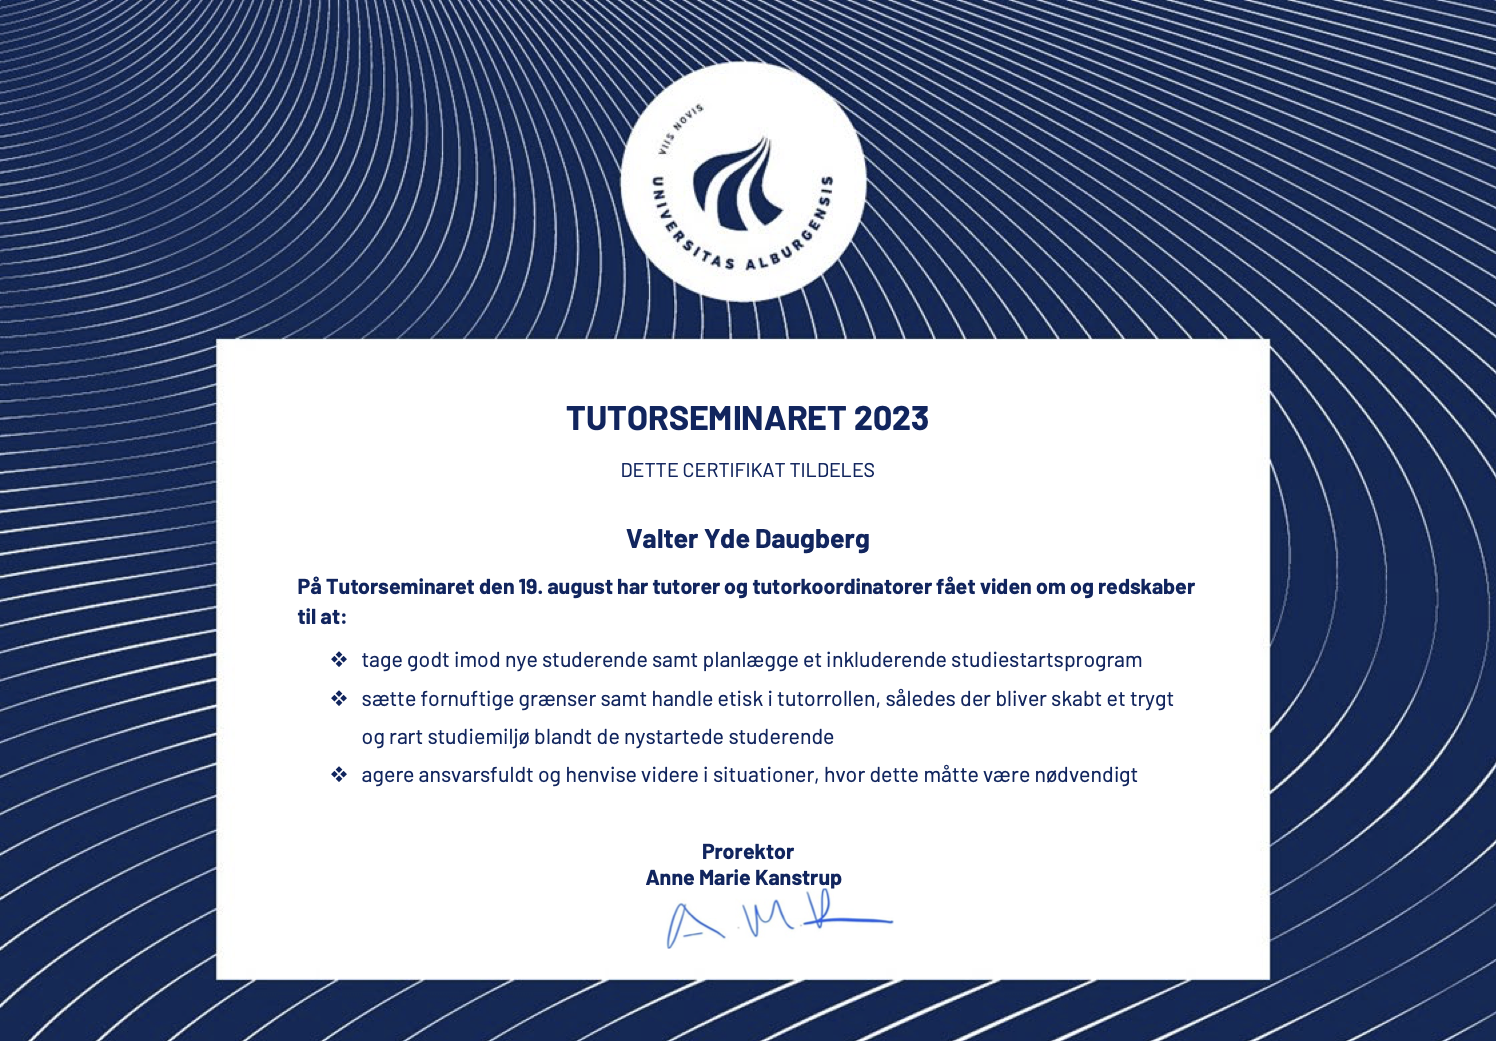 VIIS NOVIS
UNIVERSITAS ALBURGENSIS
TUTORSEMINARET 2023
DETTE CERTIFIKAT TILDELES
Valter Yde Daugberg
På Tutorseminaret den 19. august har tutorer og tutorkoordinatorer fået viden om og redskaber
til at:
❖ tage godt imod nye studerende samt planlægge et inkluderende studiestartsprogram
❖ sætte fornuftige grænser samt handle etisk i tutorrollen, således der bliver skabt et trygt
og rart studiemiljø blandt de nystartede studerende
❖ agere ansvarsfuldt og henvise videre i situationer, hvor dette måtte være nødvendigt
Prorektor
Anne Marie Kanstrup
A. M. K